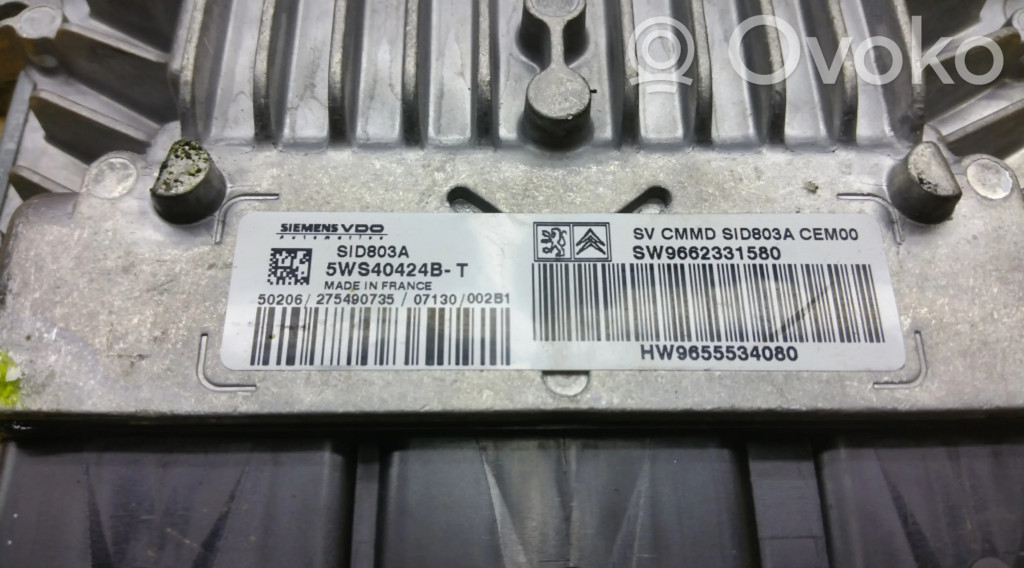 Ovoko
SIEMENS VDO
Automotive
SID803A
5WS40424B-T
MADE IN FRANCE
50206/275490735/07130/002B1
SV CMMD SID803A CEM00
SW9662331580
HW9655534080